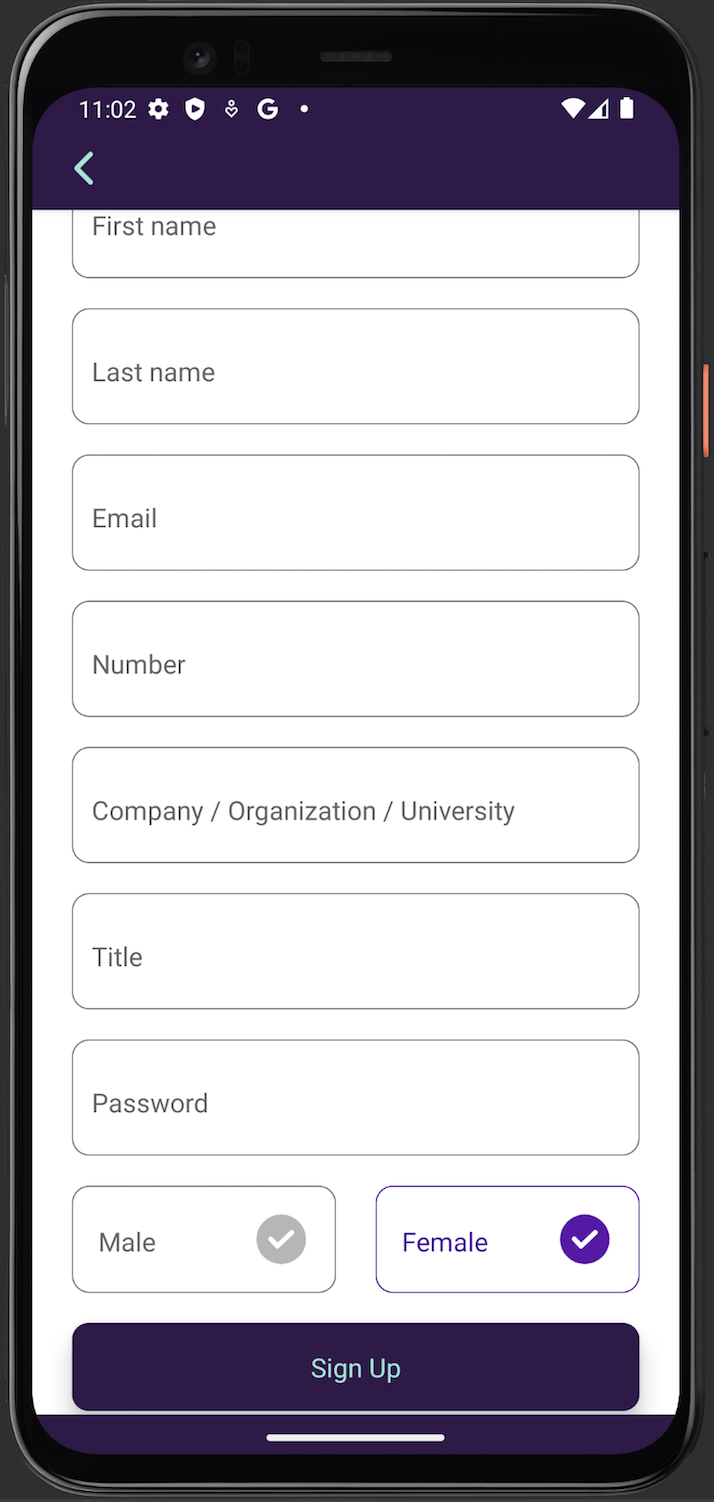 11:02
First name
Last name
Email
Number
Company / Organization / University
Title
Password
Male Female
Sign Up